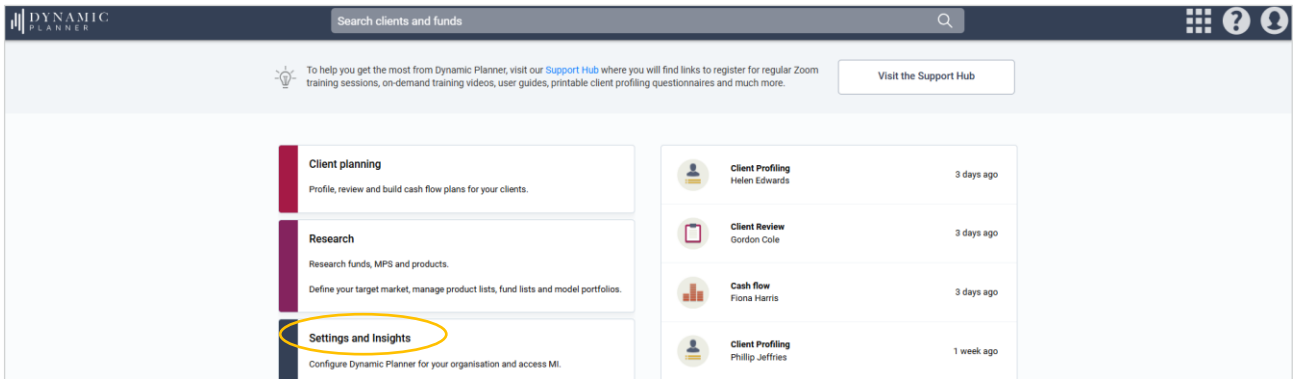 DYNAMIC
PLANNER
Search clients and funds
?
To help you get the most from Dynamic Planner, visit our Support Hub where you will find links to register for regular Zoom
training sessions, on-demand training videos, user guides, printable client profiling questionnaires and much more.
Visit the Support Hub
Client planning
Profile, review and build cash flow plans for your clients.
Research
Research funds, MPS and products.
Define your target market, manage product lists, fund lists and model portfolios.
Settings and Insights
Configure Dynamic Planner for your organisation and access MI.
Client Profiling
Helen Edwards
3 days ago
Client Review
Gordon Cole
3 days ago
Cash flow
Fiona Harris
3 days ago
Client Profiling
Phillip Jeffries
1 week ago